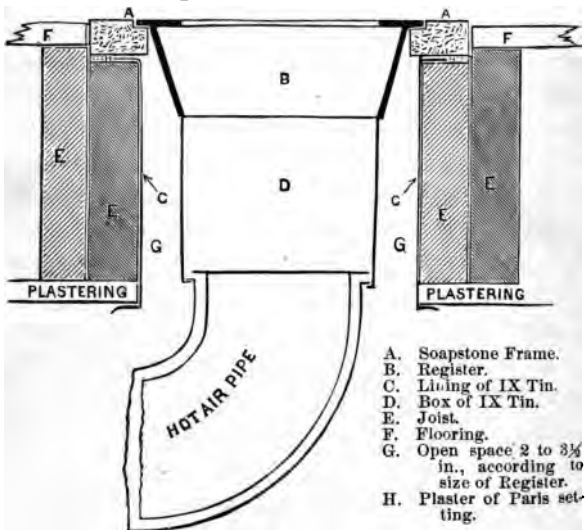 A
A
F
F
B
E
E
C
D
C
E
E
G
G
PLASTERING
PLASTERING
HOT AIR PIPE
A. Soapstone Frame.
B. Register.
C. Lining of IX Tin.
D. Box of IX Tin.
E. Joist.
F. Flooring.
G. Open space 2 to 3½
in., according to
size of Register.
H. Plaster of Paris set-
ting.